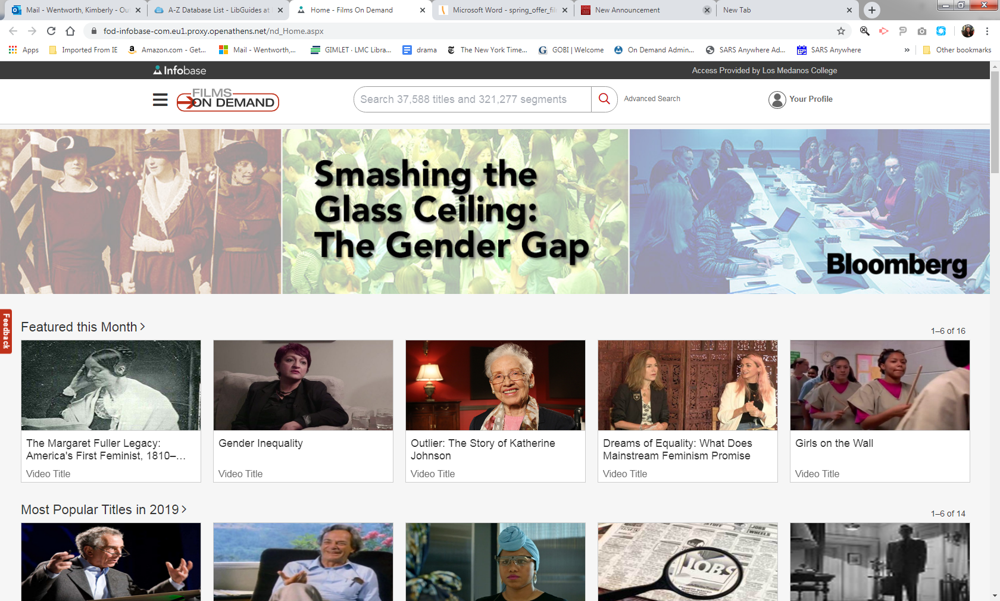 Mail - Wentworth, Kimberly - Ou
A-Z Database List - LibGuides at
Home - Films On Demand
Microsoft Word - spring_offer_fil
New Announcement
New Tab
fod-infobase-com.eu1.proxy.openathens.net/nd_Home.aspx
Apps
Imported From IE
Amazon.com - Get...
Mail - Wentworth,...
GIMLET · LMC Libra...
drama
The New York Time...
GOBI | Welcome
On Demand Admin...
SARS Anywhere Ad...
SARS Anywhere
»
Other bookmarks
Infobase
Access Provided by Los Medanos College
FILMS
ON DEMAND
Search 37,588 titles and 321,277 segments
Advanced Search
Your Profile
Smashing the
Glass Ceiling:
The Gender Gap
Bloomberg
Feedback
Featured this Month >
1–6 of 16
The Margaret Fuller Legacy:
America's First Feminist, 1810–...
Video Title
Gender Inequality
Video Title
Outlier: The Story of Katherine
Johnson
Video Title
Dreams of Equality: What Does
Mainstream Feminism Promise
Video Title
Girls on the Wall
Video Title
Most Popular Titles in 2019 >
1–6 of 14
JOBS
WHEELS
JOBS